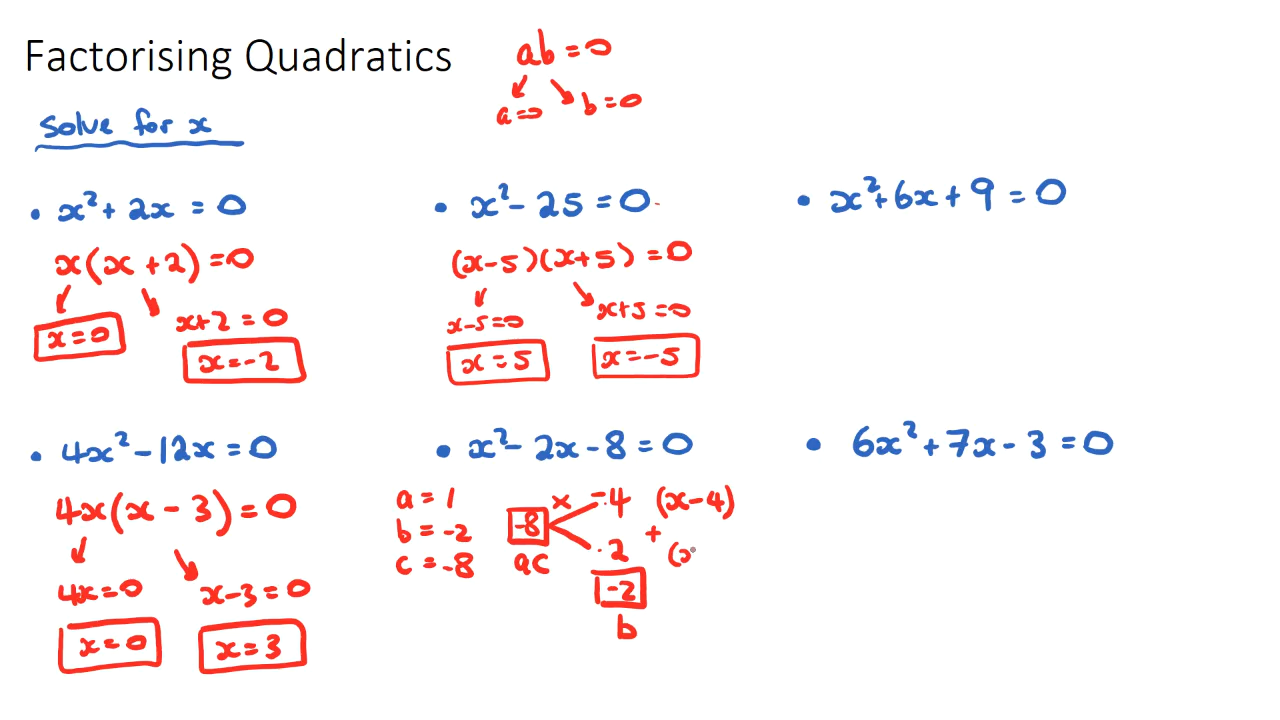 Factorising Quadratics
ab = 0
a = 0 b = 0
Solve for x
• x² + 2x = 0
x(x + 2) = 0
x = 0
x + 2 = 0
x = -2
• x² - 25 = 0
(x - 5)(x + 5) = 0
x - 5 = 0
x = 5
x + 5 = 0
x = -5
• x² + 6x + 9 = 0
• 4x² - 12x = 0
4x(x - 3) = 0
4x = 0
x = 0
x - 3 = 0
x = 3
• x² - 2x - 8 = 0
a = 1
b = -2
c = -8
-8
ac
×
-4 (x - 4)
+
2 (x
-2
b
• 6x² + 7x - 3 = 0